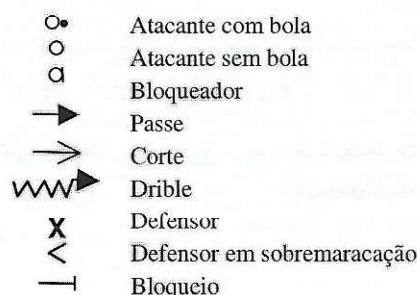 Atacante com bola
Atacante sem bola
Bloqueador
Passe
Corte
Drible
X Defensor
< Defensor em sobremaracação
Bloqueio